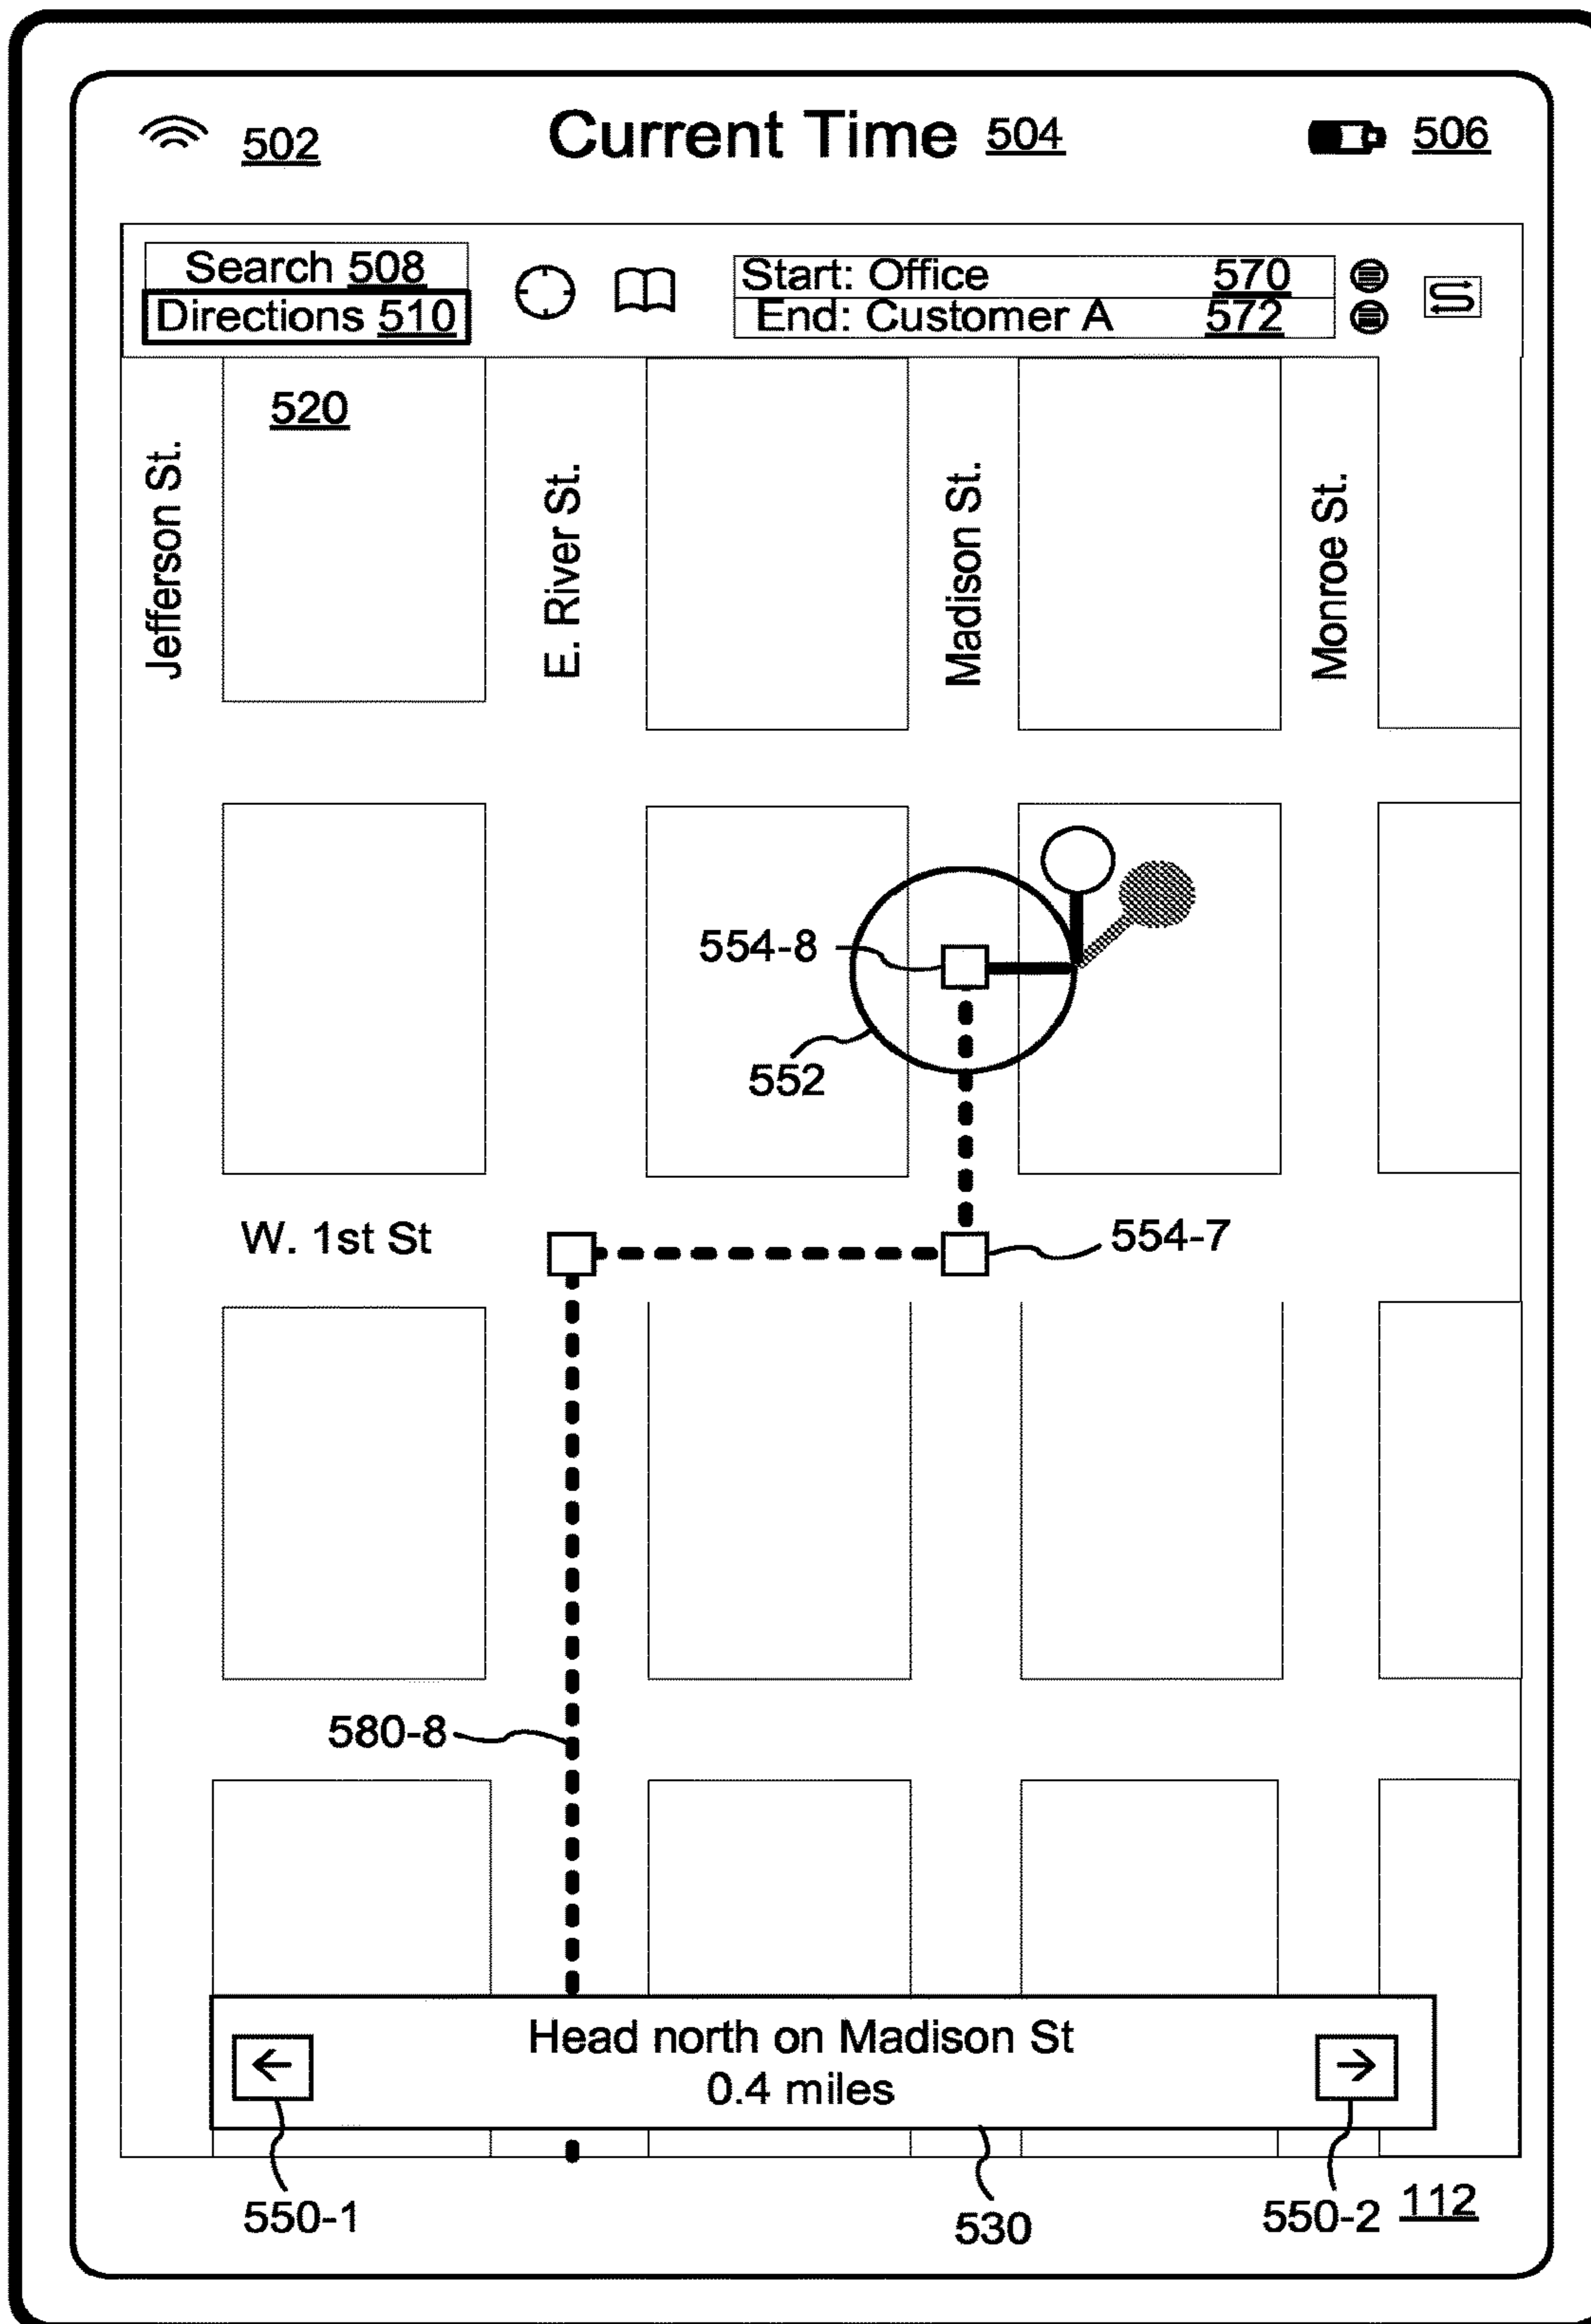 502
Current Time 504
506
Search 508
Directions 510
Start: Office 570
End: Customer A 572
520
Jefferson St.
E. River St.
Madison St.
Monroe St.
554-8
552
W. 1st St
554-7
580-8
Head north on Madison St
0.4 miles
550-1
530
550-2
112